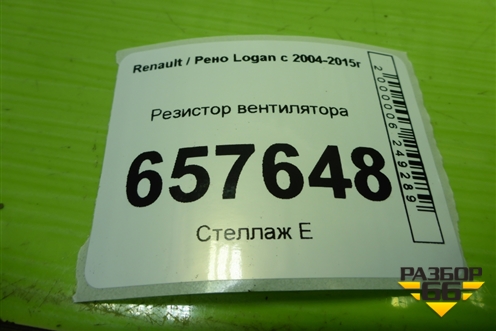 Renault / Рено Logan с 2004-2015г
Резистор вентилятора
657648
Стеллаж Е
2000006249289
РАЗБОР
66